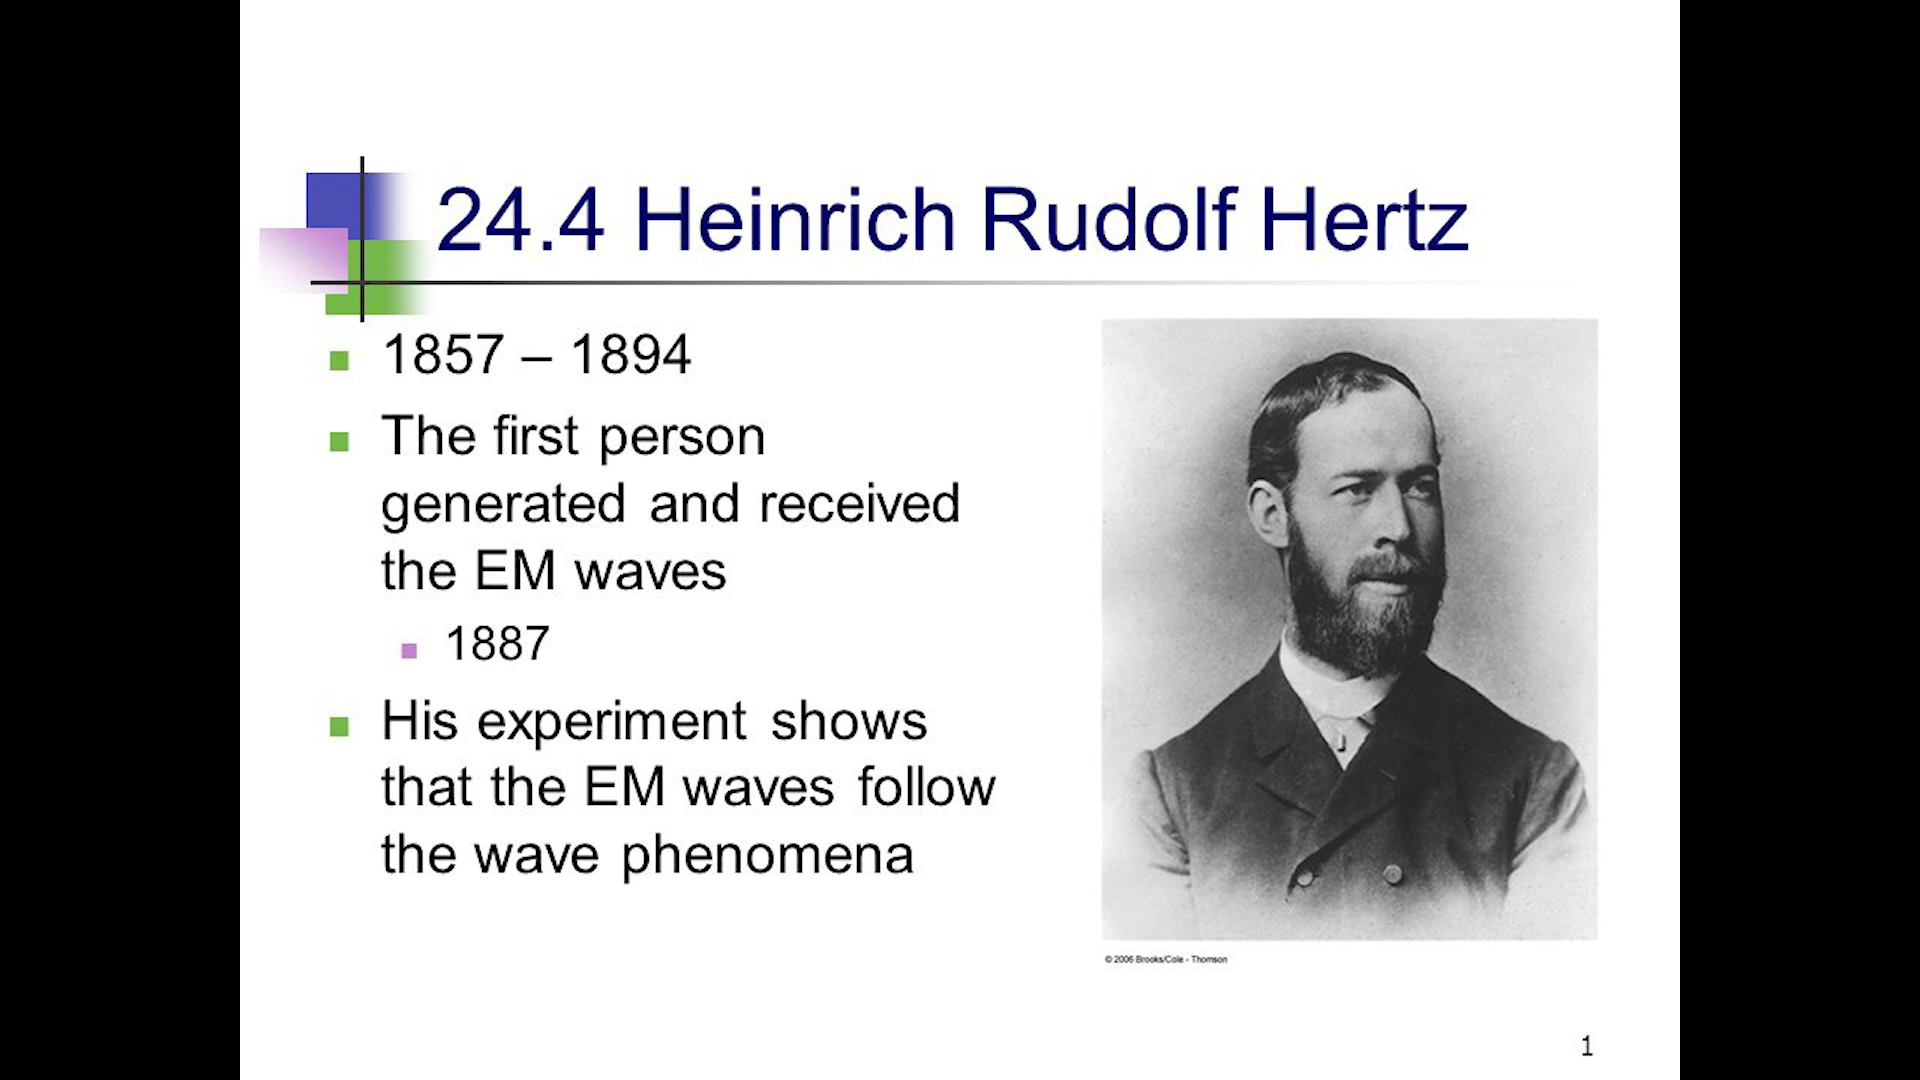 24.4 Heinrich Rudolf Hertz
1857 – 1894
The first person
generated and received
the EM waves
1887
His experiment shows
that the EM waves follow
the wave phenomena
© 2006 Brooks/Cole - Thomson
1